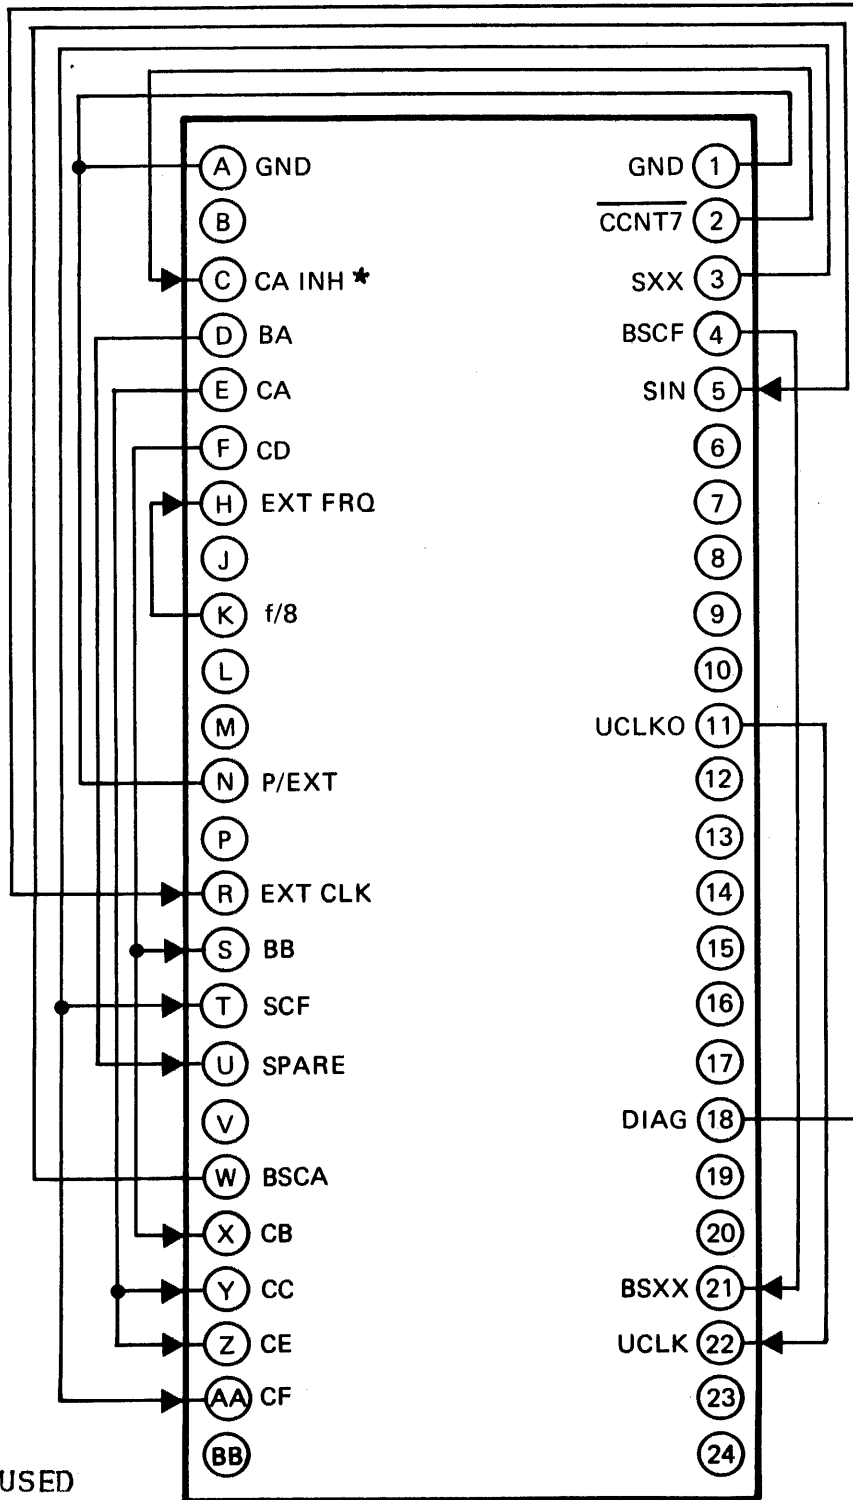 A GND GND 1
B CCNT7 2
C CA INH * SXX 3
D BA BSCF 4
E CA SIN 5
F CD 6
H EXT FRQ 7
J 8
K f/8 9
L 10
M UCLKO 11
N P/EXT 12
P 13
R EXT CLK 14
S BB 15
T SCF 16
U SPARE 17
V DIAG 18
W BSCA 19
X CB 20
Y CC BSXX 21
Z CE UCLK 22
AA CF 23
BB 24
USED